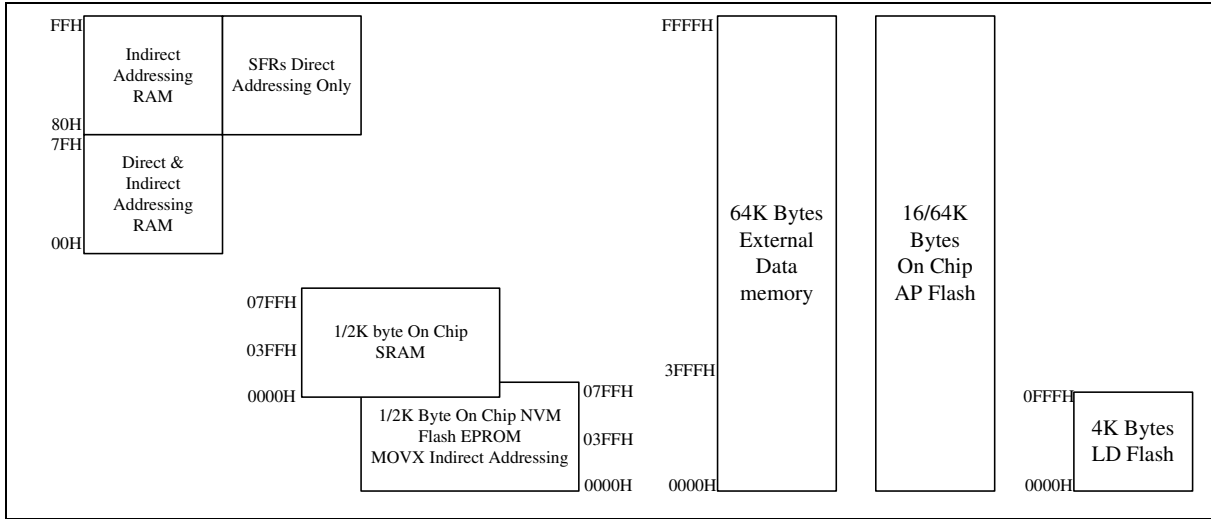 FFH
Indirect
Addressing
RAM
SFRs Direct
Addressing Only
80H
7FH
Direct &
Indirect
Addressing
RAM
00H
07FFH
03FFH
0000H
1/2K byte On Chip
SRAM
1/2K Byte On Chip NVM
Flash EPROM
MOVX Indirect Addressing
07FFH
03FFH
0000H
FFFFH
3FFFH
0000H
64K Bytes
External
Data
memory
16/64K
Bytes
On Chip
AP Flash
0FFFH
0000H
4K Bytes
LD Flash